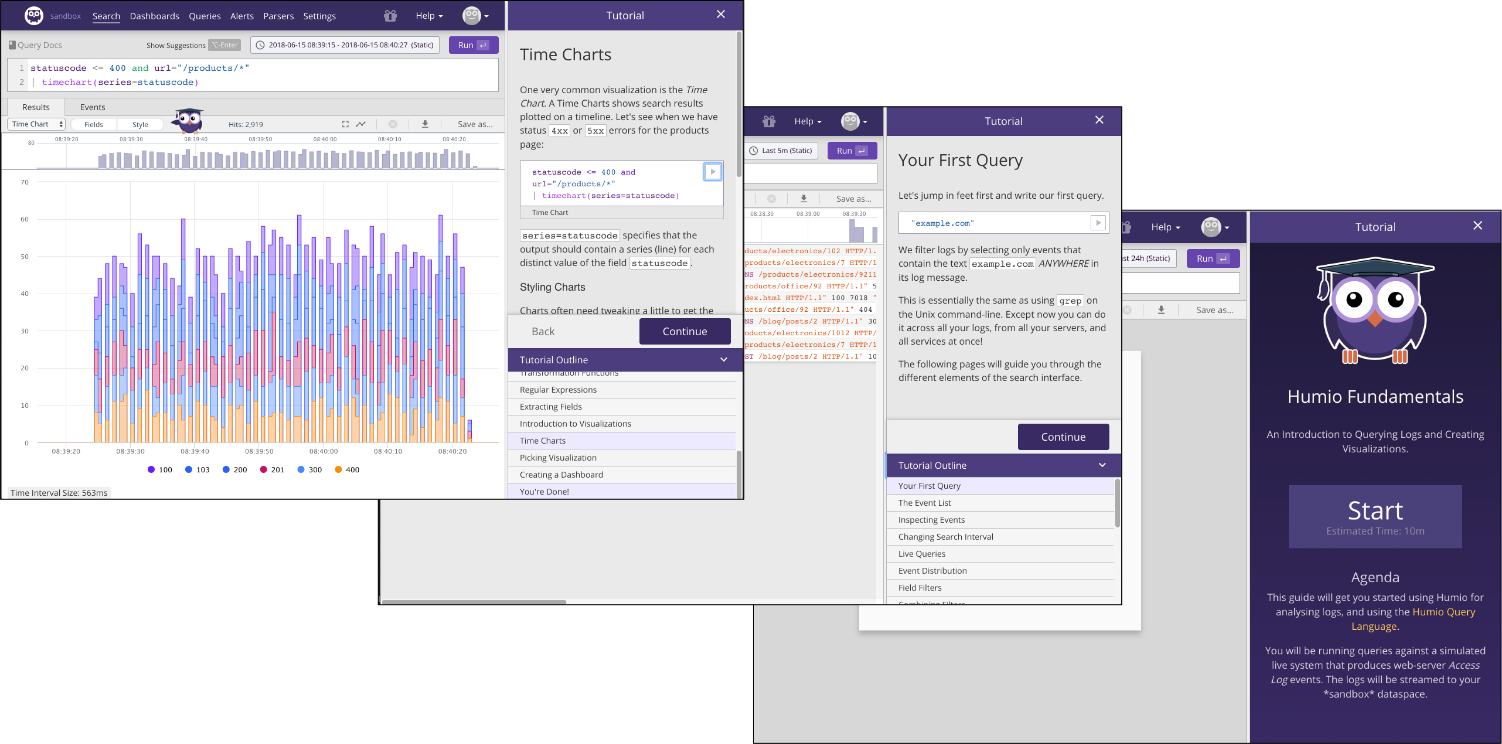 sandbox Search Dashboards Queries Alerts Parsers Settings Help
Query Docs Show Suggestions ⌥-Enter 2018-06-15 08:39:15 - 2018-06-15 08:40:27 (Static) Run
1 statuscode <= 400 and url="/products/*"
2 | timechart(series=statuscode)
Results Events
Time Chart Fields Style Hits: 2,919 Save as...
08:39:20 08:39:30 08:39:40 08:39:50 08:40:00 08:40:10 08:40:20
80
70
60
50
40
30
20
10
0
08:39:20 08:39:30 08:39:40 08:39:50 08:40:00 08:40:10 08:40:20
100 103 200 201 300 400
Time Interval Size: 563ms
Tutorial
Time Charts
One very common visualization is the Time
Chart. A Time Charts shows search results
plotted on a timeline. Let's see when we have
status 4xx or 5xx errors for the products
page:
statuscode <= 400 and
url="/products/*"
| timechart(series=statuscode)
Time Chart
series=statuscode specifies that the
output should contain a series (line) for each
distinct value of the field statuscode.
Styling Charts
Charts often need tweaking a little to get the
Back Continue
Tutorial Outline
Transformation Functions
Regular Expressions
Extracting Fields
Introduction to Visualizations
Time Charts
Picking Visualization
Creating a Dashboard
You're Done!
Help
Last 5m (Static) Run
Save as...
08:38:30 08:39:00 08:39:30
ducts/electronics/102 HTTP/1
products/electronics/7 HTTP/1
NS /products/electronics/9211
roducts/office/92 HTTP/1.1" 5
dex.html HTTP/1.1" 100 7018 "
ucts/office/92 HTTP/1.1" 404
S /blog/posts/2 HTTP/1.1" 30
oducts/electronics/1012 HTTP/
products/electronics/7 HTTP/1
ST /blog/posts/2 HTTP/1.1" 10
Tutorial
Your First Query
Let's jump in feet first and write our first query.
"example.com"
We filter logs by selecting only events that
contain the text example.com ANYWHERE in
its log message.
This is essentially the same as using grep on
the Unix command-line. Except now you can do
it across all your logs, from all your servers, and
all services at once!
The following pages will guide you through the
different elements of the search interface.
Continue
Tutorial Outline
Your First Query
The Event List
Inspecting Events
Changing Search Interval
Live Queries
Event Distribution
Field Filters
Combining Filters
Help
st 24h (Static) Run
Save as...
Tutorial
Humio Fundamentals
An Introduction to Querying Logs and Creating
Visualizations.
Start
Estimated Time: 10m
Agenda
This guide will get you started using Humio for
analysing logs, and using the Humio Query
Language.
You will be running queries against a simulated
live system that produces web-server Access
Log events. The logs will be streamed to your
*sandbox* dataspace.